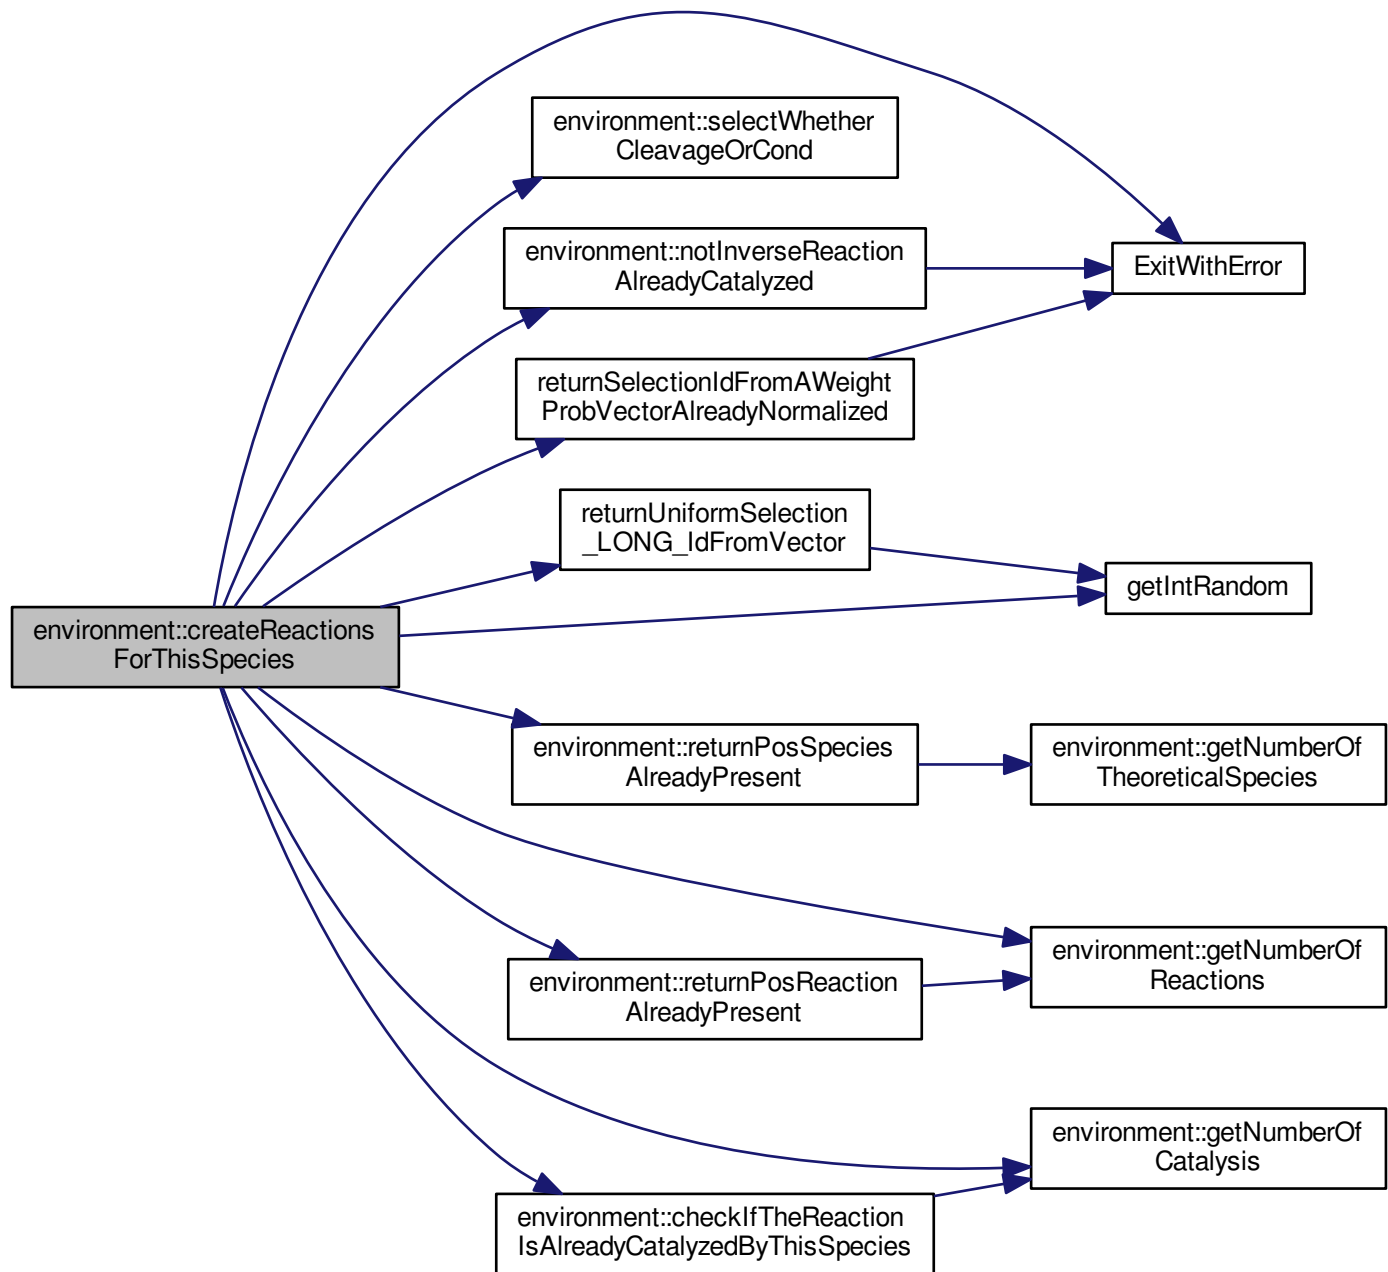 environment::selectWhether
CleavageOrCond
environment::notInverseReaction
AlreadyCatalyzed
ExitWithError
returnSelectionIdFromAWeight
ProbVectorAlreadyNormalized
returnUniformSelection
_LONG_IdFromVector
getIntRandom
environment::createReactions
ForThisSpecies
environment::returnPosSpecies
AlreadyPresent
environment::getNumberOf
TheoreticalSpecies
environment::getNumberOf
Reactions
environment::returnPosReaction
AlreadyPresent
environment::getNumberOf
Catalysis
environment::checkIfTheReaction
IsAlreadyCatalyzedByThisSpecies